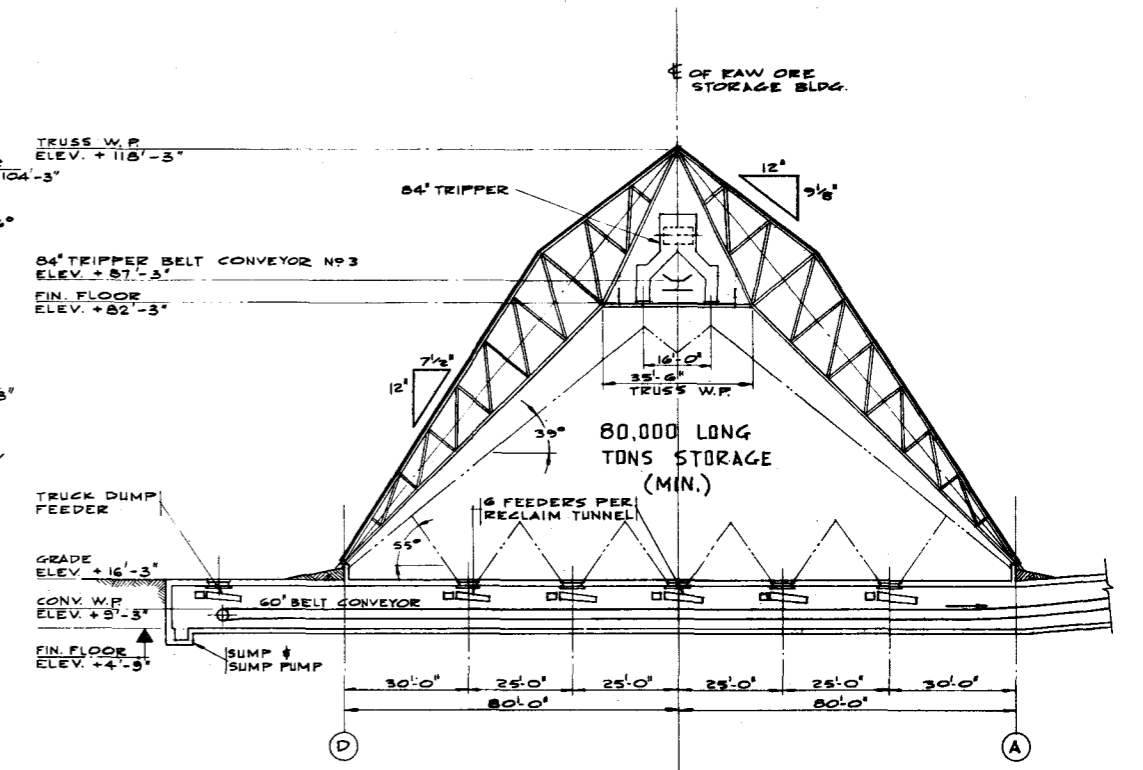 ℄ OF RAW ORE
STORAGE BLDG.
TRUSS W.P.
ELEV. + 118'-3"
104'-3"
12"
9 1/8"
84" TRIPPER
84" TRIPPER BELT CONVEYOR Nº 3
ELEV. + 87'-3"
FIN. FLOOR
ELEV. + 82'-3"
16'-0"
35'-6"
TRUSS W.P.
7 1/2"
12"
39°
80,000 LONG
TONS STORAGE
(MIN.)
TRUCK DUMP
FEEDER
6 FEEDERS PER
RECLAIM TUNNEL
55°
GRADE
ELEV. + 16'-3"
CONV. W.P.
ELEV. + 9'-3"
60" BELT CONVEYOR
FIN. FLOOR
ELEV. + 4'-9"
SUMP &
SUMP PUMP
30'-0" 25'-0" 25'-0" 25'-0" 25'-0" 30'-0"
80'-0" 80'-0"
D A